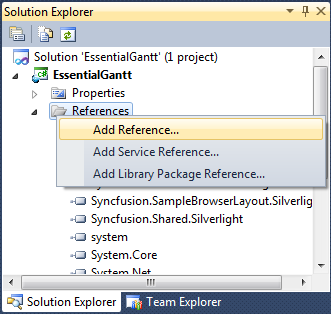 Solution Explorer
Solution 'EssentialGantt' (1 project)
EssentialGantt
Properties
References
Add Reference...
Add Service Reference...
Add Library Package Reference...
Syncfusion.SampleBrowserLayout.Silverlight
Syncfusion.Shared.Silverlight
system
System.Core
System.Net
Solution Explorer
Team Explorer